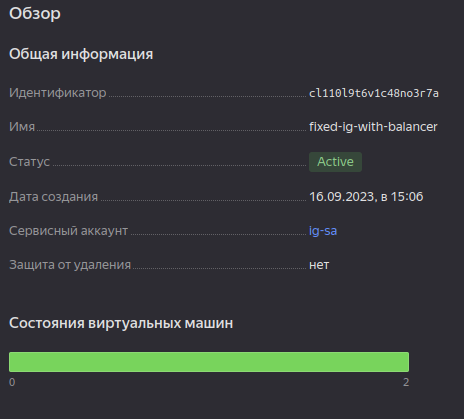 Обзор
Общая информация
Идентификатор cl110l9t6v1c48no3r7a
Имя fixed-ig-with-balancer
Статус Active
Дата создания 16.09.2023, в 15:06
Сервисный аккаунт ig-sa
Защита от удаления нет
Состояния виртуальных машин
0 2